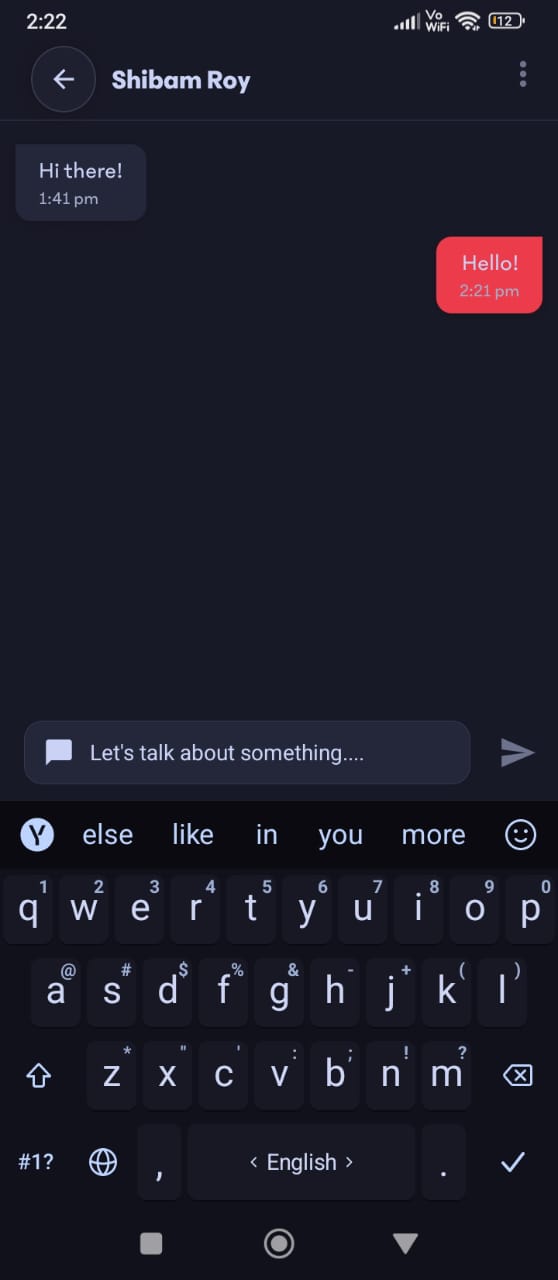 2:22
Vo
WiFi
12
Shibam Roy
Hi there!
1:41 pm
Hello!
2:21 pm
Let's talk about something....
Y else like in you more
1 2 3 4 5 6 7 8 9 0
q w e r t y u i o p
@ # $ % & - + ( )
a s d f g h j k l
* " ' : ; ! ?
z x c v b n m
#1? , < English > .